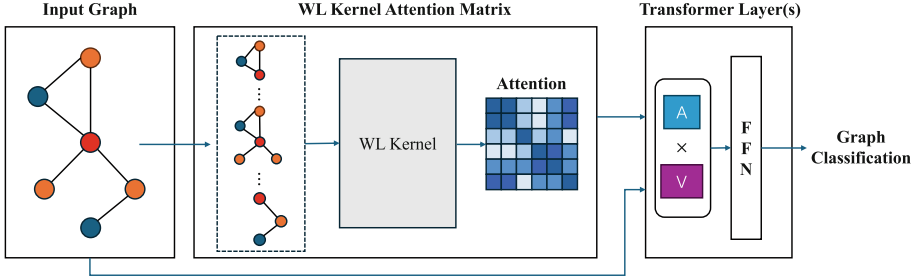 Input Graph
WL Kernel Attention Matrix
Transformer Layer(s)
WL Kernel
Attention
A
×
V
F
F
N
Graph
Classification